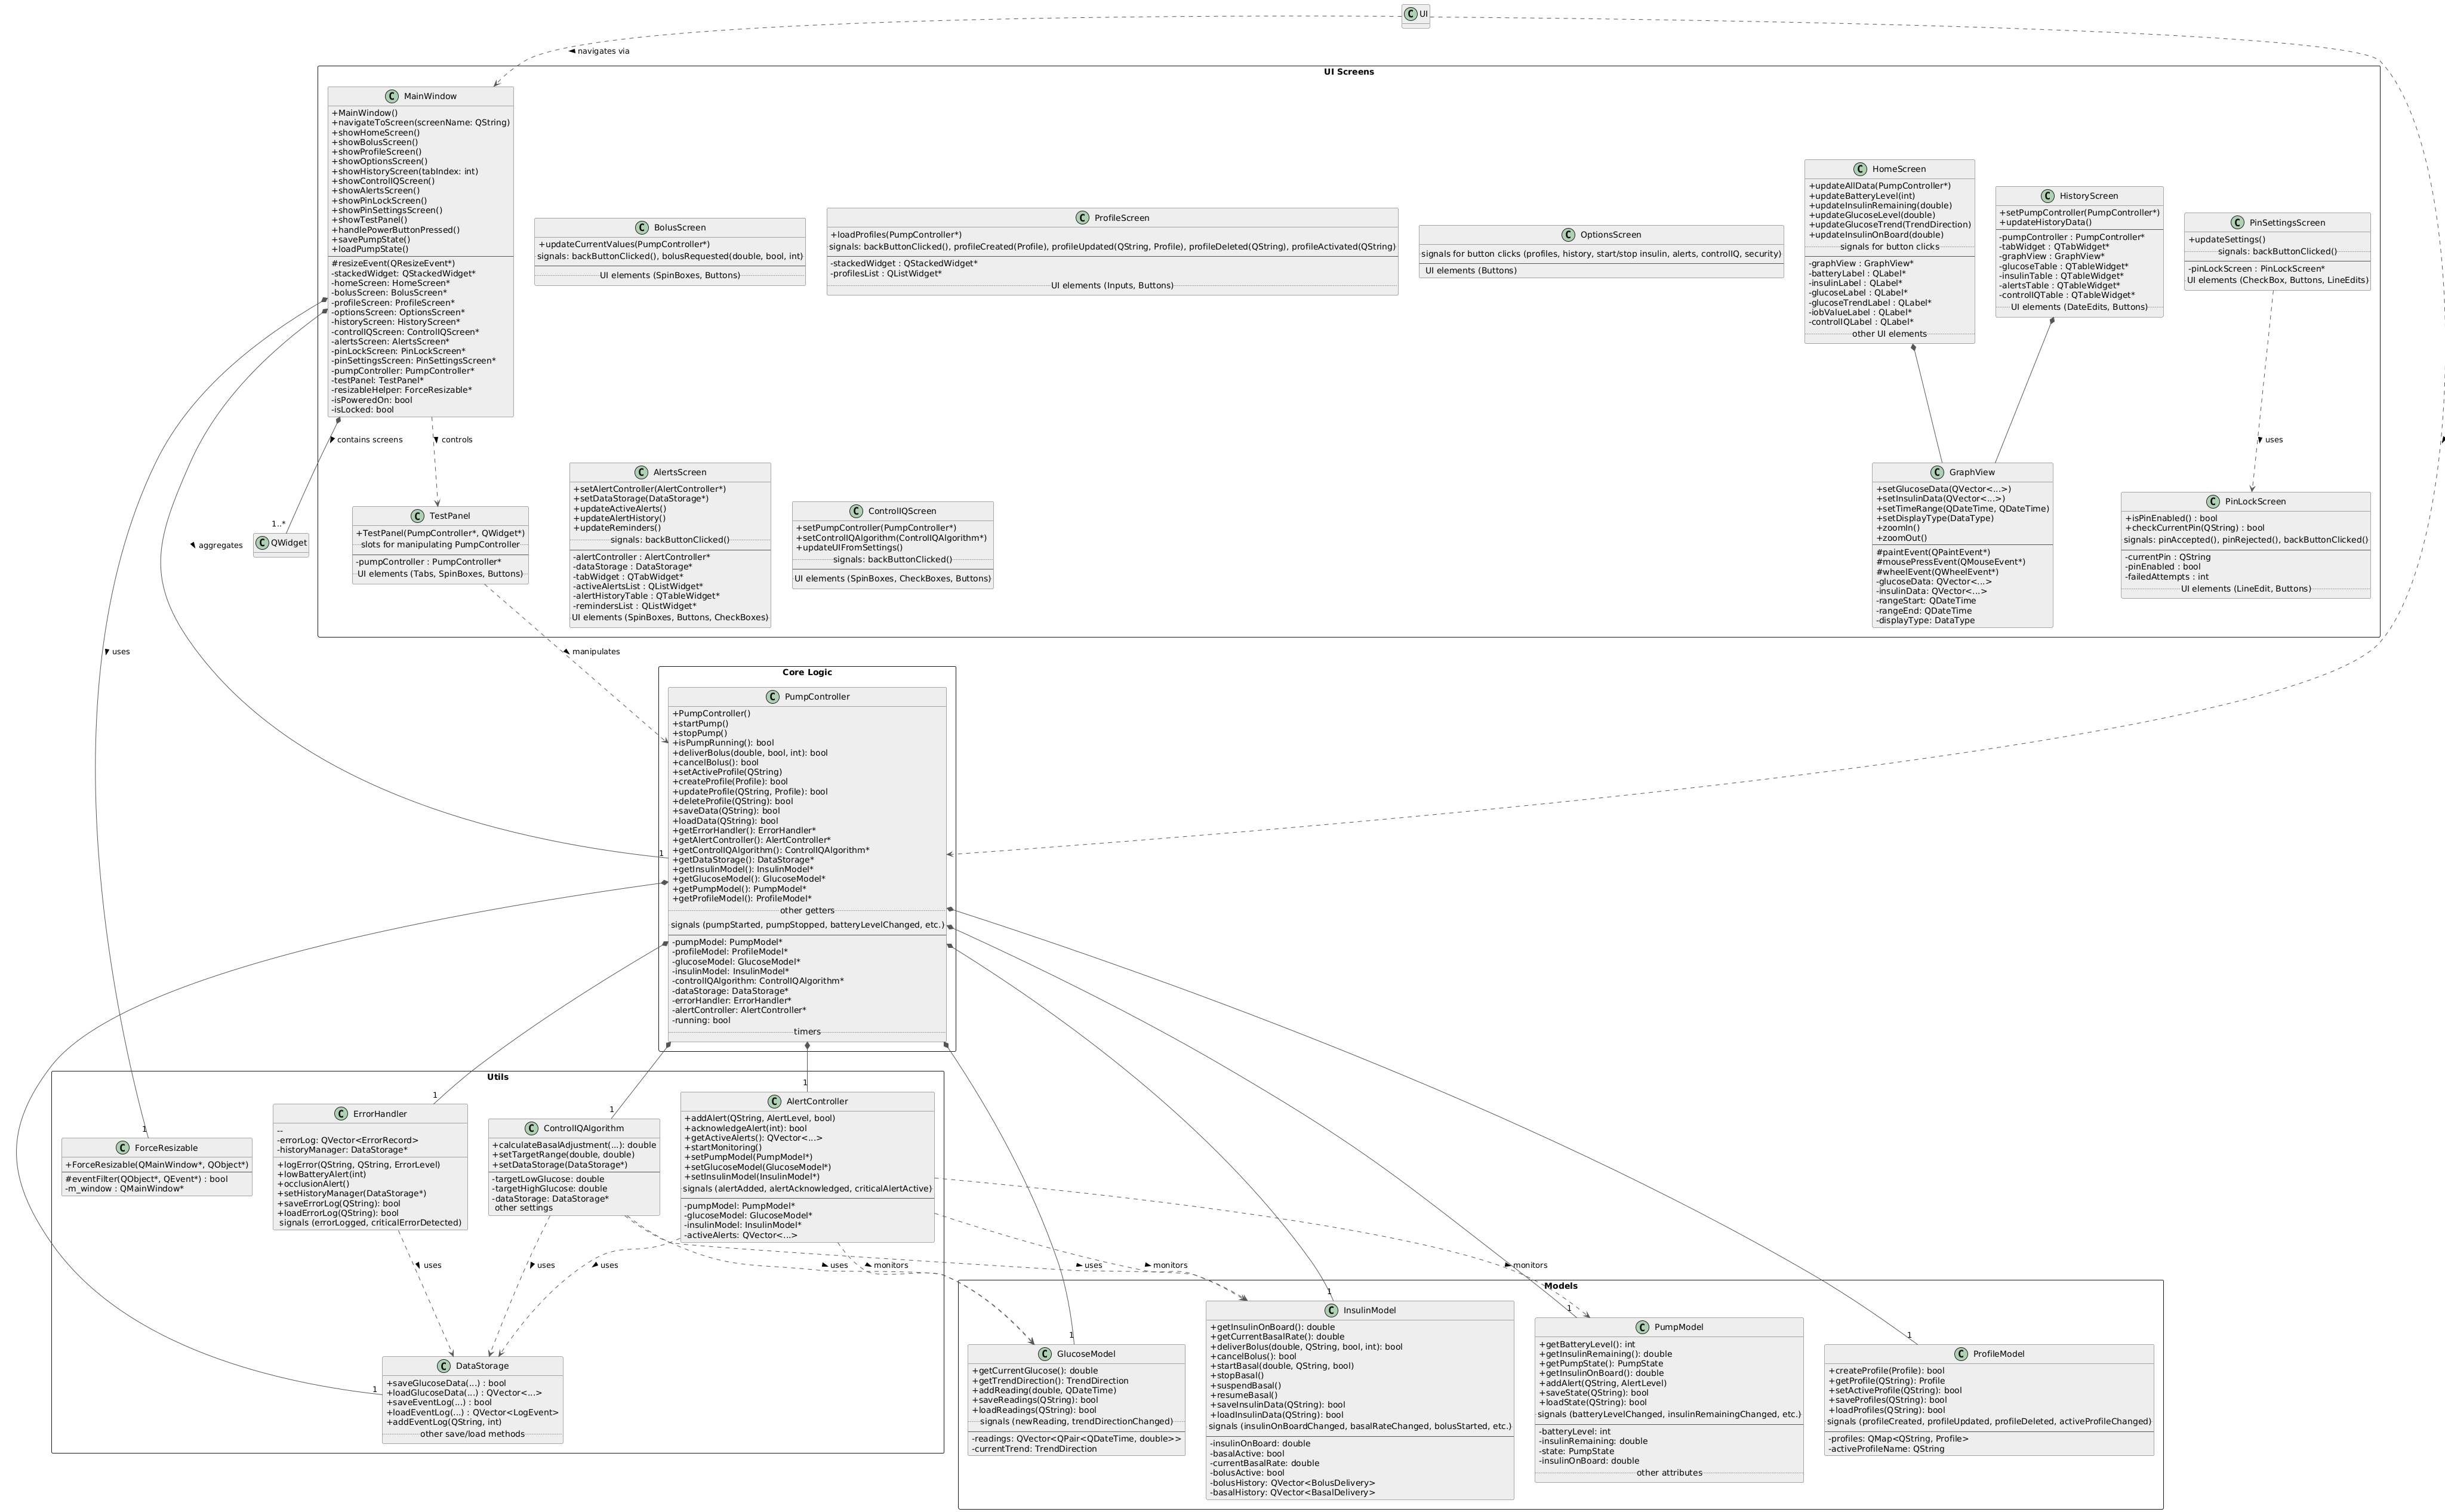 C UI
navigates via
UI Screens
C MainWindow
+MainWindow()
+navigateToScreen(screenName: QString)
+showHomeScreen()
+showBolusScreen()
+showProfileScreen()
+showOptionsScreen()
+showHistoryScreen(tabIndex: int)
+showControlIQScreen()
+showAlertsScreen()
+showPinLockScreen()
+showPinSettingsScreen()
+showTestPanel()
+handlePowerButtonPressed()
+savePumpState()
+loadPumpState()
#resizeEvent(QResizeEvent*)
-stackedWidget: QStackedWidget*
-homeScreen: HomeScreen*
-bolusScreen: BolusScreen*
-profileScreen: ProfileScreen*
-optionsScreen: OptionsScreen*
-historyScreen: HistoryScreen*
-controlIQScreen: ControlIQScreen*
-alertsScreen: AlertsScreen*
-pinLockScreen: PinLockScreen*
-pinSettingsScreen: PinSettingsScreen*
-pumpController: PumpController*
-testPanel: TestPanel*
-resizableHelper: ForceResizable*
-isPoweredOn: bool
-isLocked: bool
C BolusScreen
+updateCurrentValues(PumpController*)
signals: backButtonClicked(), bolusRequested(double, bool, int)
UI elements (SpinBoxes, Buttons)
C ProfileScreen
+loadProfiles(PumpController*)
signals: backButtonClicked(), profileCreated(Profile), profileUpdated(QString, Profile), profileDeleted(QString), profileActivated(QString)
-stackedWidget : QStackedWidget*
-profilesList : QListWidget*
UI elements (Inputs, Buttons)
C OptionsScreen
signals for button clicks (profiles, history, start/stop insulin, alerts, controlIQ, security)
UI elements (Buttons)
C HomeScreen
+updateAllData(PumpController*)
+updateBatteryLevel(int)
+updateInsulinRemaining(double)
+updateGlucoseLevel(double)
+updateGlucoseTrend(TrendDirection)
+updateInsulinOnBoard(double)
signals for button clicks
-graphView : GraphView*
-batteryLabel : QLabel*
-insulinLabel : QLabel*
-glucoseLabel : QLabel*
-glucoseTrendLabel : QLabel*
-iobValueLabel : QLabel*
-controlIQLabel : QLabel*
other UI elements
C HistoryScreen
+setPumpController(PumpController*)
+updateHistoryData()
-pumpController : PumpController*
-tabWidget : QTabWidget*
-graphView : GraphView*
-glucoseTable : QTableWidget*
-insulinTable : QTableWidget*
-alertsTable : QTableWidget*
-controlIQTable : QTableWidget*
UI elements (DateEdits, Buttons)
C PinSettingsScreen
+updateSettings()
signals: backButtonClicked()
-pinLockScreen : PinLockScreen*
UI elements (CheckBox, Buttons, LineEdits)
contains screens
controls
uses
1..*
C QWidget
aggregates
C TestPanel
+TestPanel(PumpController*, QWidget*)
slots for manipulating PumpController
-pumpController : PumpController*
UI elements (Tabs, SpinBoxes, Buttons)
C AlertsScreen
+setAlertController(AlertController*)
+setDataStorage(DataStorage*)
+updateActiveAlerts()
+updateAlertHistory()
+updateReminders()
signals: backButtonClicked()
-alertController : AlertController*
-dataStorage : DataStorage*
-tabWidget : QTabWidget*
-activeAlertsList : QListWidget*
-alertHistoryTable : QTableWidget*
-remindersList : QListWidget*
UI elements (SpinBoxes, Buttons, CheckBoxes)
C ControlIQScreen
+setPumpController(PumpController*)
+setControlIQAlgorithm(ControlIQAlgorithm*)
+updateUIFromSettings()
signals: backButtonClicked()
UI elements (SpinBoxes, CheckBoxes, Buttons)
C GraphView
+setGlucoseData(QVector<...>)
+setInsulinData(QVector<...>)
+setTimeRange(QDateTime, QDateTime)
+setDisplayType(DataType)
+zoomIn()
+zoomOut()
#paintEvent(QPaintEvent*)
#mousePressEvent(QMouseEvent*)
#wheelEvent(QWheelEvent*)
-glucoseData: QVector<...>
-insulinData: QVector<...>
-rangeStart: QDateTime
-rangeEnd: QDateTime
-displayType: DataType
C PinLockScreen
+isPinEnabled() : bool
+checkCurrentPin(QString) : bool
signals: pinAccepted(), pinRejected(), backButtonClicked()
-currentPin : QString
-pinEnabled : bool
-failedAttempts : int
UI elements (LineEdit, Buttons)
uses
manipulates
Core Logic
C PumpController
+PumpController()
+startPump()
+stopPump()
+isPumpRunning(): bool
+deliverBolus(double, bool, int): bool
+cancelBolus(): bool
+setActiveProfile(QString)
+createProfile(Profile): bool
+updateProfile(QString, Profile): bool
+deleteProfile(QString): bool
+saveData(QString): bool
+loadData(QString): bool
+getErrorHandler(): ErrorHandler*
+getAlertController(): AlertController*
+getControlIQAlgorithm(): ControlIQAlgorithm*
+getDataStorage(): DataStorage*
+getInsulinModel(): InsulinModel*
+getGlucoseModel(): GlucoseModel*
+getPumpModel(): PumpModel*
+getProfileModel(): ProfileModel*
other getters
signals (pumpStarted, pumpStopped, batteryLevelChanged, etc.)
-pumpModel: PumpModel*
-profileModel: ProfileModel*
-glucoseModel: GlucoseModel*
-insulinModel: InsulinModel*
-controlIQAlgorithm: ControlIQAlgorithm*
-dataStorage: DataStorage*
-errorHandler: ErrorHandler*
-alertController: AlertController*
-running: bool
timers
1
Utils
1
C ForceResizable
+ForceResizable(QMainWindow*, QObject*)
#eventFilter(QObject*, QEvent*) : bool
-m_window : QMainWindow*
1
C ErrorHandler
--
-errorLog: QVector<ErrorRecord>
-historyManager: DataStorage*
+logError(QString, QString, ErrorLevel)
+lowBatteryAlert(int)
+occlusionAlert()
+setHistoryManager(DataStorage*)
+saveErrorLog(QString): bool
+loadErrorLog(QString): bool
signals (errorLogged, criticalErrorDetected)
1
C ControlIQAlgorithm
+calculateBasalAdjustment(...): double
+setTargetRange(double, double)
+setDataStorage(DataStorage*)
-targetLowGlucose: double
-targetHighGlucose: double
-dataStorage: DataStorage*
other settings
1
C AlertController
+addAlert(QString, AlertLevel, bool)
+acknowledgeAlert(int): bool
+getActiveAlerts(): QVector<...>
+startMonitoring()
+setPumpModel(PumpModel*)
+setGlucoseModel(GlucoseModel*)
+setInsulinModel(InsulinModel*)
signals (alertAdded, alertAcknowledged, criticalAlertActive)
-pumpModel: PumpModel*
-glucoseModel: GlucoseModel*
-insulinModel: InsulinModel*
-activeAlerts: QVector<...>
uses
uses
uses
uses
monitors
uses
monitors
monitors
1
C DataStorage
+saveGlucoseData(...) : bool
+loadGlucoseData(...) : QVector<...>
+saveEventLog(...) : bool
+loadEventLog(...) : QVector<LogEvent>
+addEventLog(QString, int)
other save/load methods
Models
1
C GlucoseModel
+getCurrentGlucose(): double
+getTrendDirection(): TrendDirection
+addReading(double, QDateTime)
+saveReadings(QString): bool
+loadReadings(QString): bool
signals (newReading, trendDirectionChanged)
-readings: QVector<QPair<QDateTime, double>>
-currentTrend: TrendDirection
1
C InsulinModel
+getInsulinOnBoard(): double
+getCurrentBasalRate(): double
+deliverBolus(double, QString, bool, int): bool
+cancelBolus(): bool
+startBasal(double, QString, bool)
+stopBasal()
+suspendBasal()
+resumeBasal()
+saveInsulinData(QString): bool
+loadInsulinData(QString): bool
signals (insulinOnBoardChanged, basalRateChanged, bolusStarted, etc.)
-insulinOnBoard: double
-basalActive: bool
-currentBasalRate: double
-bolusActive: bool
-bolusHistory: QVector<BolusDelivery>
-basalHistory: QVector<BasalDelivery>
1
C PumpModel
+getBatteryLevel(): int
+getInsulinRemaining(): double
+getPumpState(): PumpState
+getInsulinOnBoard(): double
+addAlert(QString, AlertLevel)
+saveState(QString): bool
+loadState(QString): bool
signals (batteryLevelChanged, insulinRemainingChanged, etc.)
-batteryLevel: int
-insulinRemaining: double
-state: PumpState
-insulinOnBoard: double
other attributes
1
C ProfileModel
+createProfile(Profile): bool
+getProfile(QString): Profile
+setActiveProfile(QString): bool
+saveProfiles(QString): bool
+loadProfiles(QString): bool
signals (profileCreated, profileUpdated, profileDeleted, activeProfileChanged)
-profiles: QMap<QString, Profile>
-activeProfileName: QString